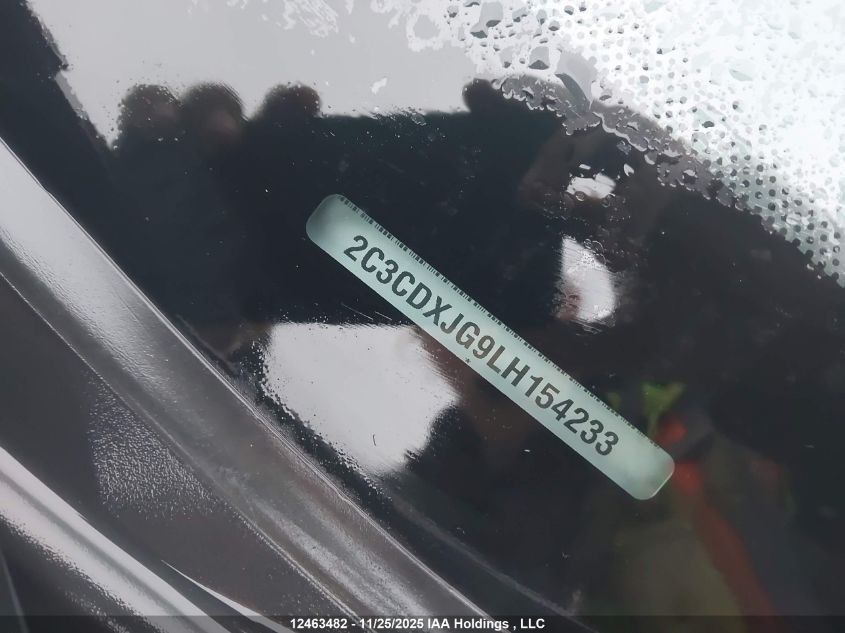 2C3CDXJG9LH154233
12463482 - 11/25/2025 IAA Holdings , LLC